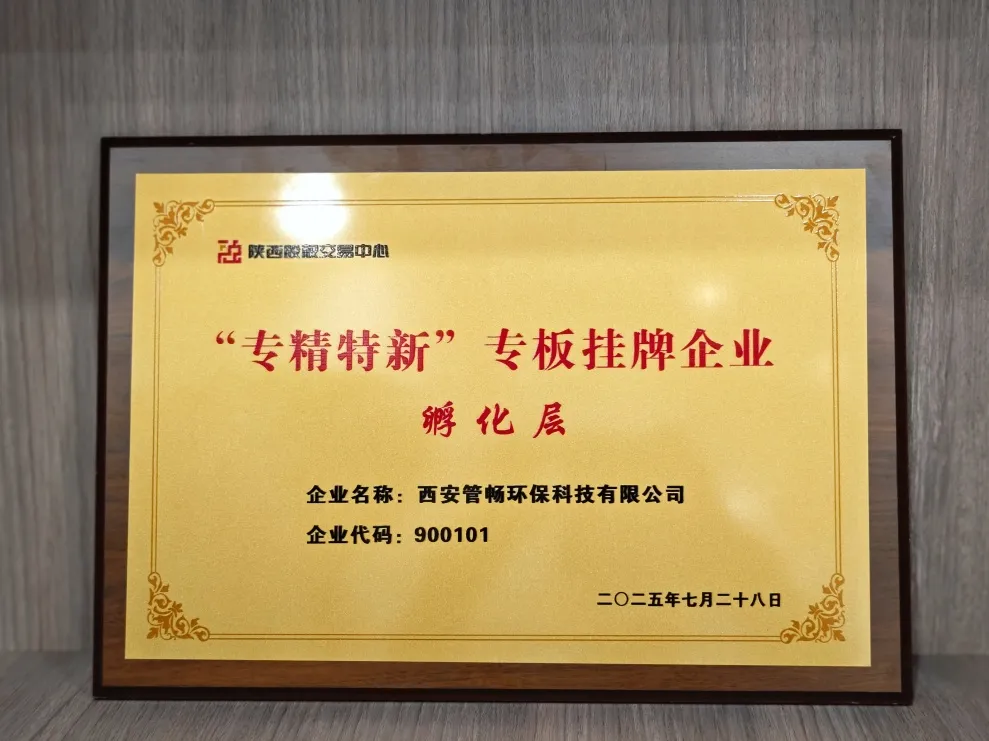 陕西股权交易中心
“专精特新”专板挂牌企业
孵化层
企业名称：西安管畅环保科技有限公司
企业代码：900101
二〇二五年七月二十八日